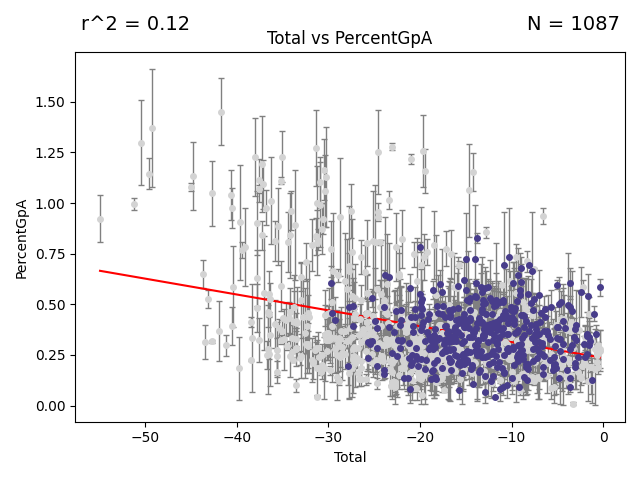 r^2 = 0.12
N = 1087
Total vs PercentGpA
PercentGpA
1.50
1.25
1.00
0.75
0.50
0.25
0.00
−50
−40
−30
−20
−10
0
Total